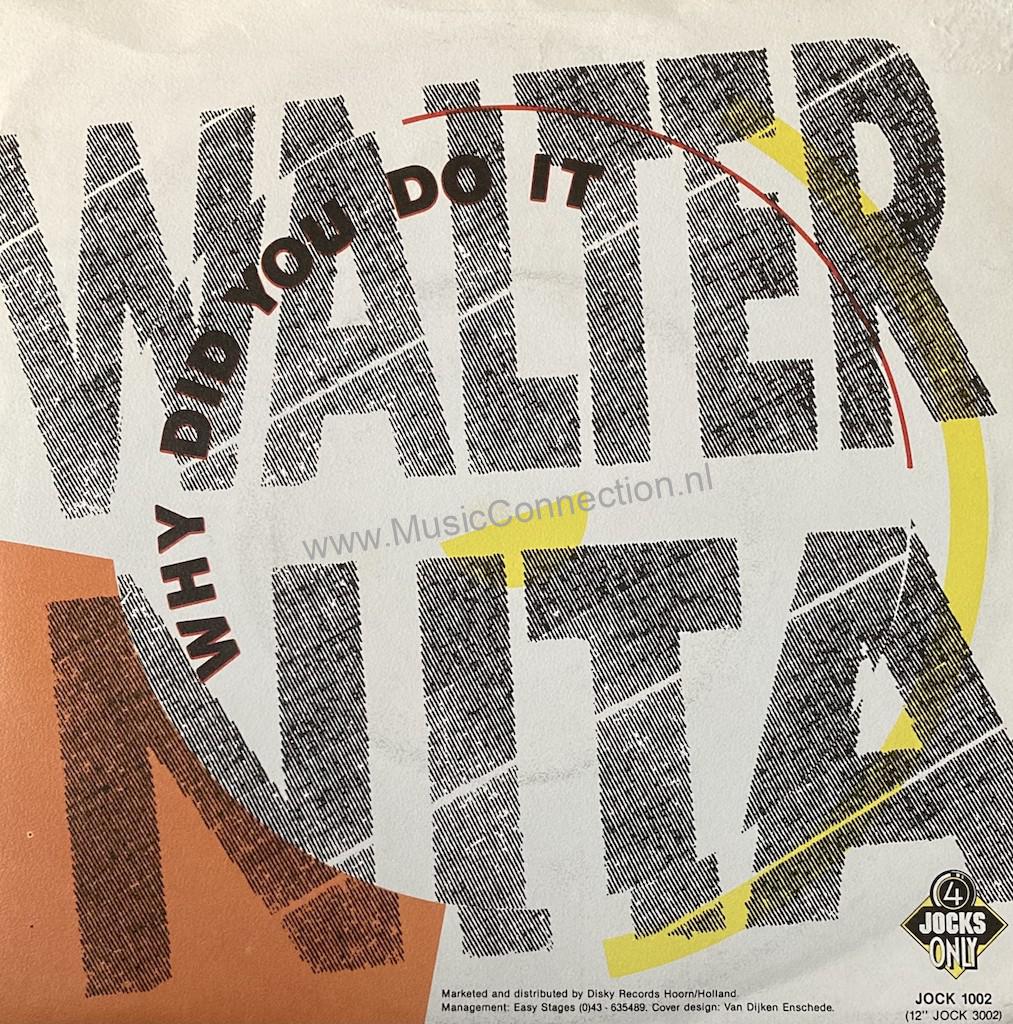 WALTER
WHY DID YOU DO IT
www.MusicConnection.nl
NITA
4
JOCKS
ONLY
Marketed and distributed by Disky Records Hoorn/Holland.
Management: Easy Stages (0)43 - 635489. Cover design: Van Dijken Enschede.
JOCK 1002
(12" JOCK 3002)